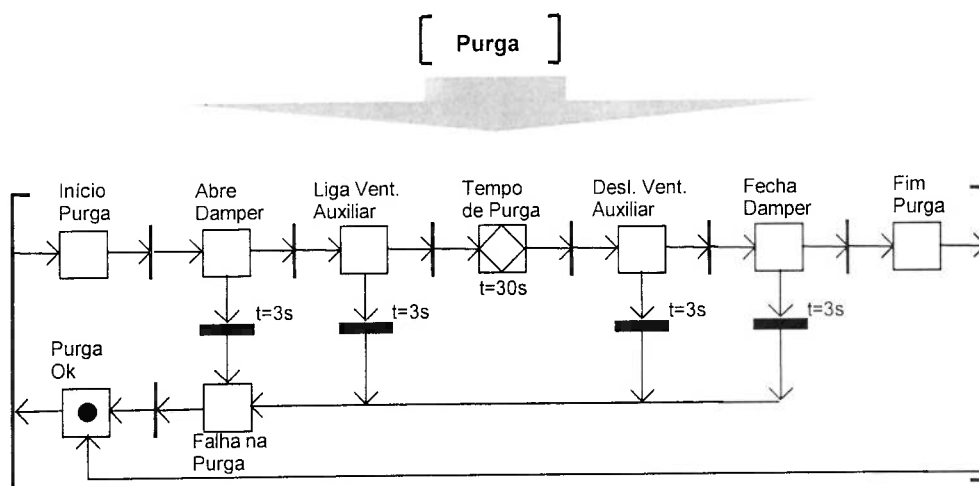 Purga
Início
Purga
Abre
Damper
Liga Vent.
Auxiliar
Tempo
de Purga
Desl. Vent.
Auxiliar
Fecha
Damper
Fim
Purga
t=30s
t=3s
t=3s
t=3s
t=3s
Purga
Ok
Falha na
Purga